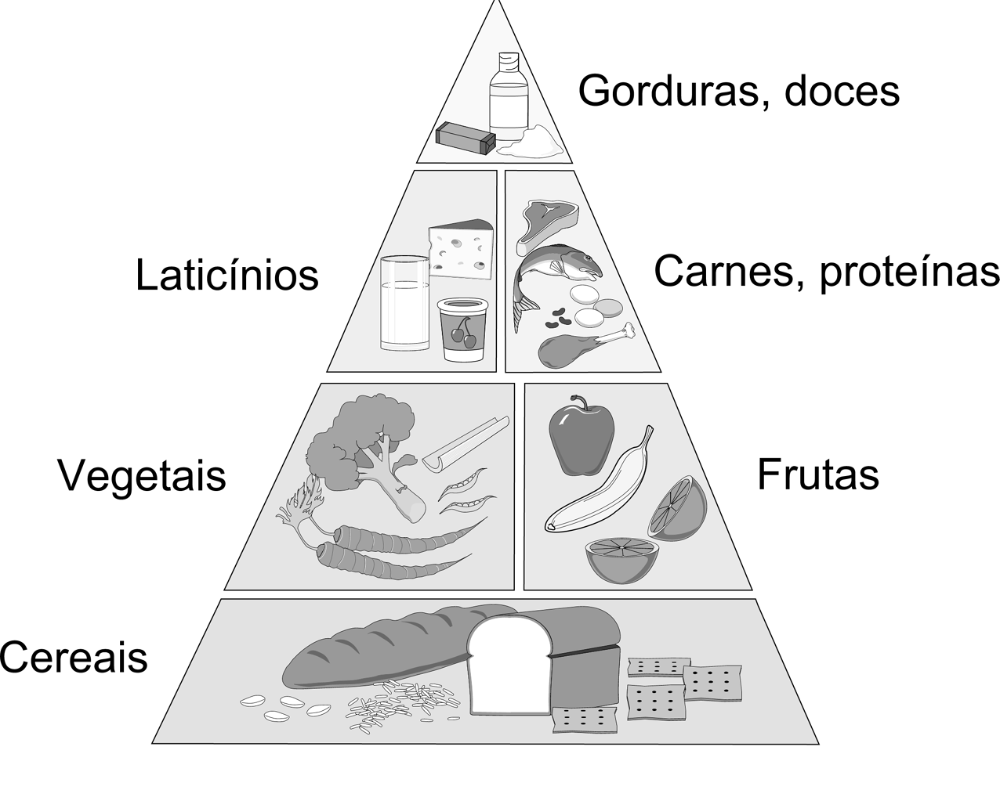 Gorduras, doces
Laticínios
Carnes, proteínas
Vegetais
Frutas
Cereais